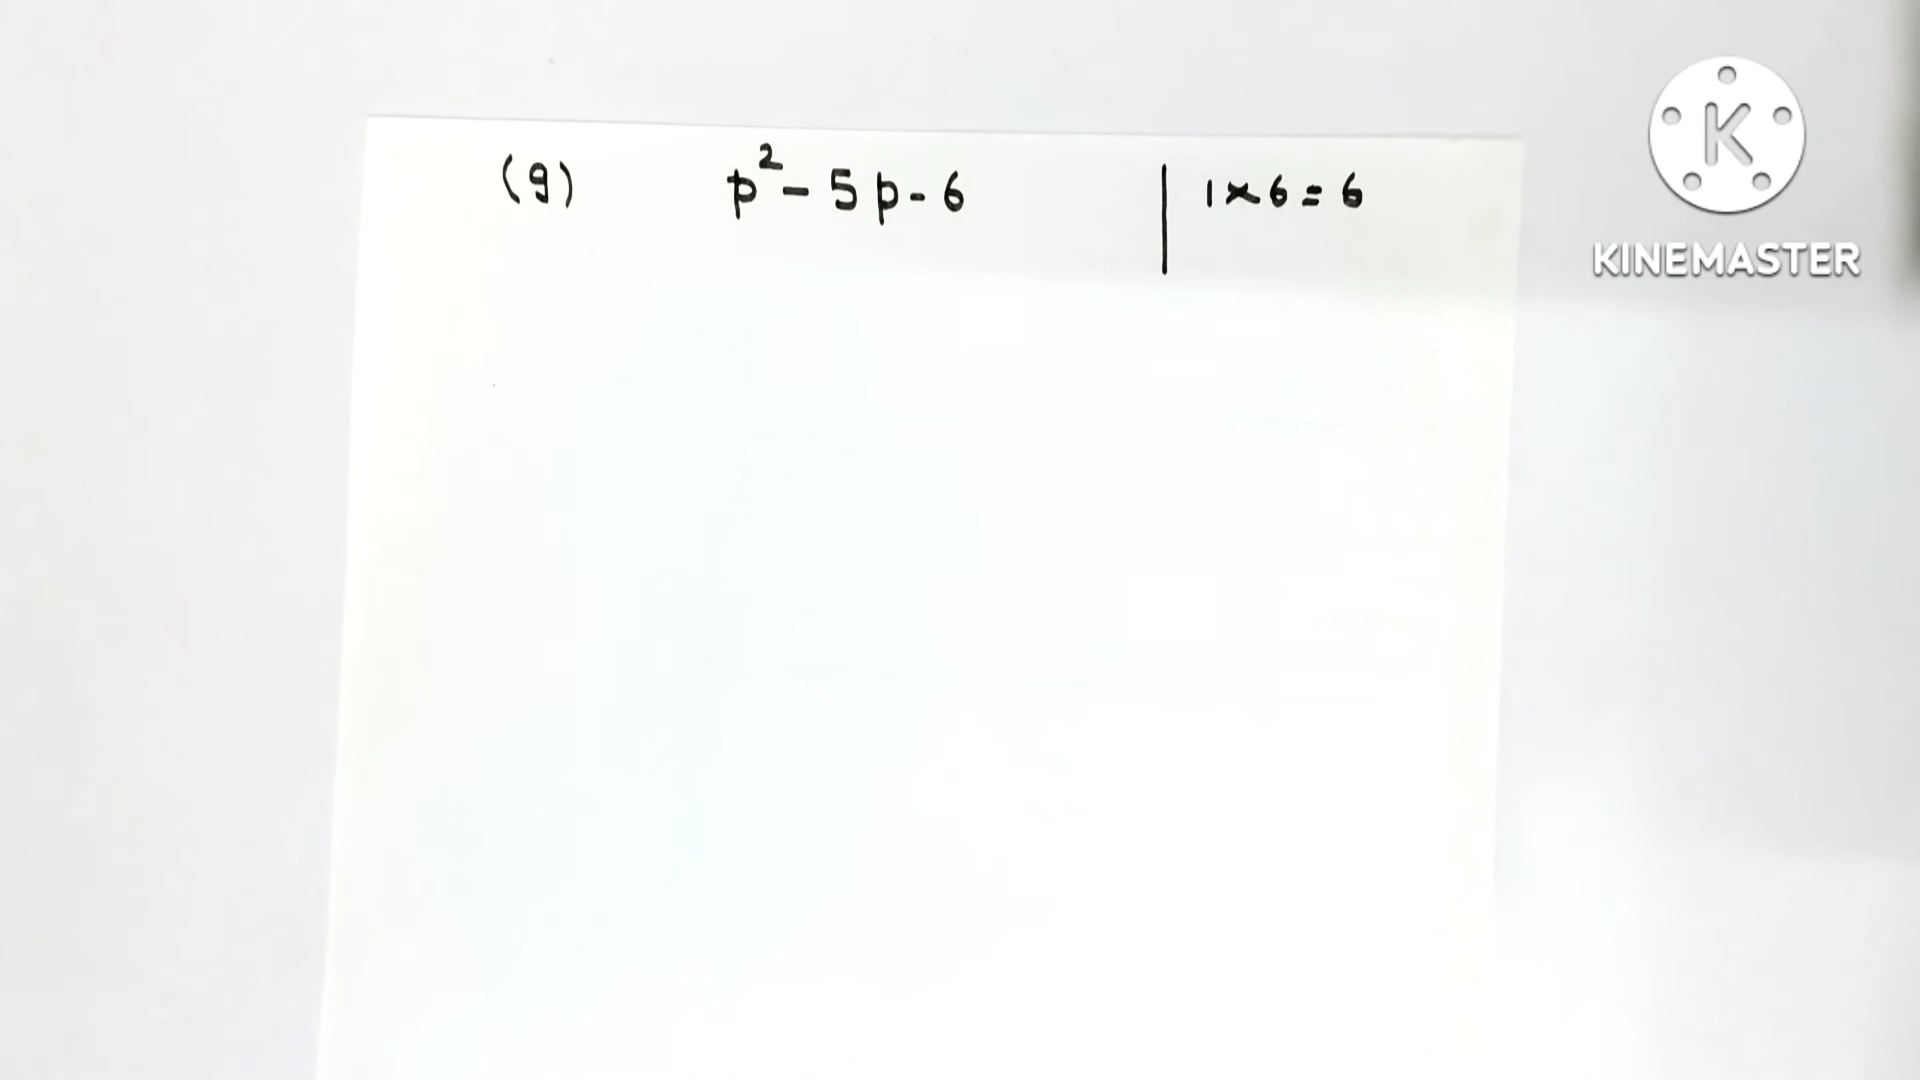 (9) p² - 5p - 6 | 1 × 6 = 6
K
KINEMASTER